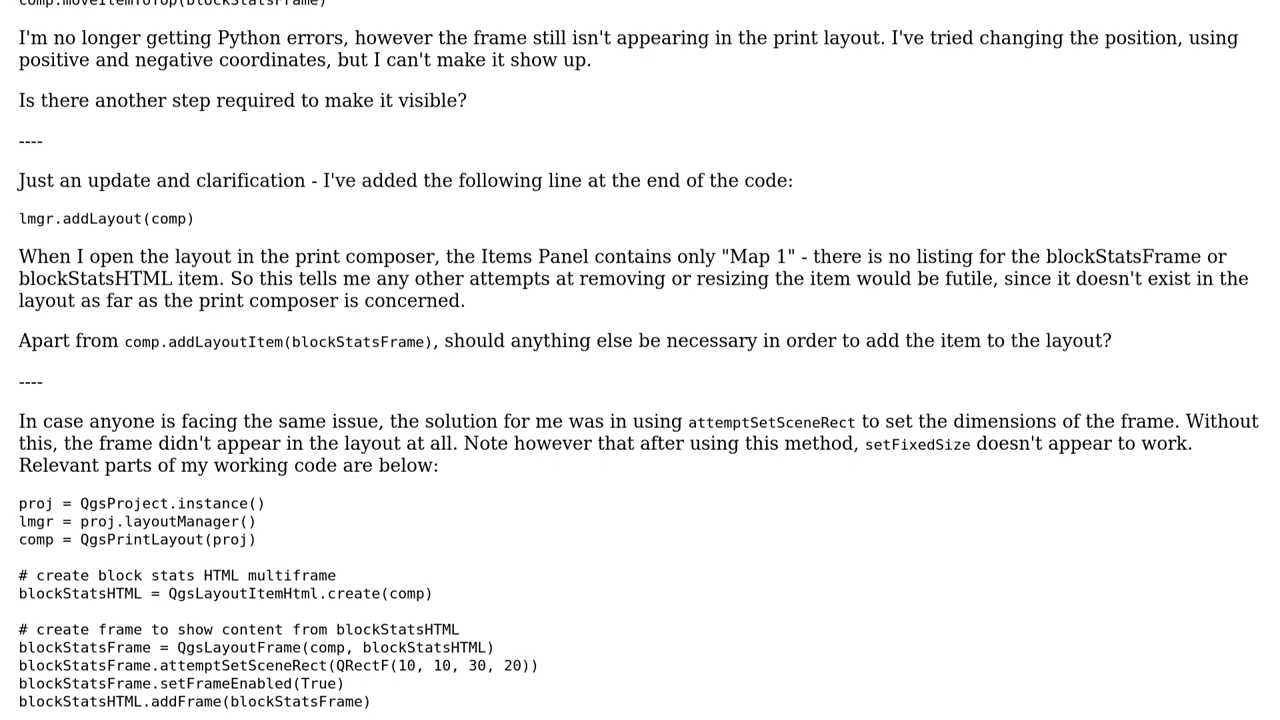 comp.moveItemToTop(blockStatsFrame)
I'm no longer getting Python errors, however the frame still isn't appearing in the print layout. I've tried changing the position, using
positive and negative coordinates, but I can't make it show up.
Is there another step required to make it visible?
----
Just an update and clarification - I've added the following line at the end of the code:
lmgr.addLayout(comp)
When I open the layout in the print composer, the Items Panel contains only "Map 1" - there is no listing for the blockStatsFrame or
blockStatsHTML item. So this tells me any other attempts at removing or resizing the item would be futile, since it doesn't exist in the
layout as far as the print composer is concerned.
Apart from comp.addLayoutItem(blockStatsFrame), should anything else be necessary in order to add the item to the layout?
----
In case anyone is facing the same issue, the solution for me was in using attemptSetSceneRect to set the dimensions of the frame. Without
this, the frame didn't appear in the layout at all. Note however that after using this method, setFixedSize doesn't appear to work.
Relevant parts of my working code are below:
proj = QgsProject.instance()
lmgr = proj.layoutManager()
comp = QgsPrintLayout(proj)
# create block stats HTML multiframe
blockStatsHTML = QgsLayoutItemHtml.create(comp)
# create frame to show content from blockStatsHTML
blockStatsFrame = QgsLayoutFrame(comp, blockStatsHTML)
blockStatsFrame.attemptSetSceneRect(QRectF(10, 10, 30, 20))
blockStatsFrame.setFrameEnabled(True)
blockStatsHTML.addFrame(blockStatsFrame)